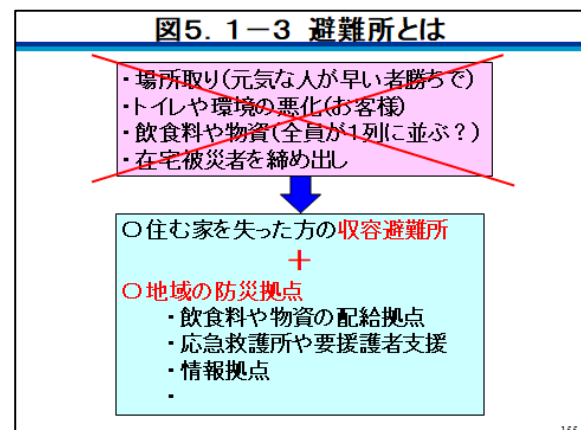 図5.1-3 避難所とは
・場所取り(元気な人が早い者勝ちで)
・トイレや環境の悪化(お客様)
・飲食料や物資(全員が1列に並ぶ?)
・在宅被災者を締め出し
○住む家を失った方の収容避難所
+
○地域の防災拠点
・飲食料や物資の配給拠点
・応急救護所や要援護者支援
・情報拠点
・